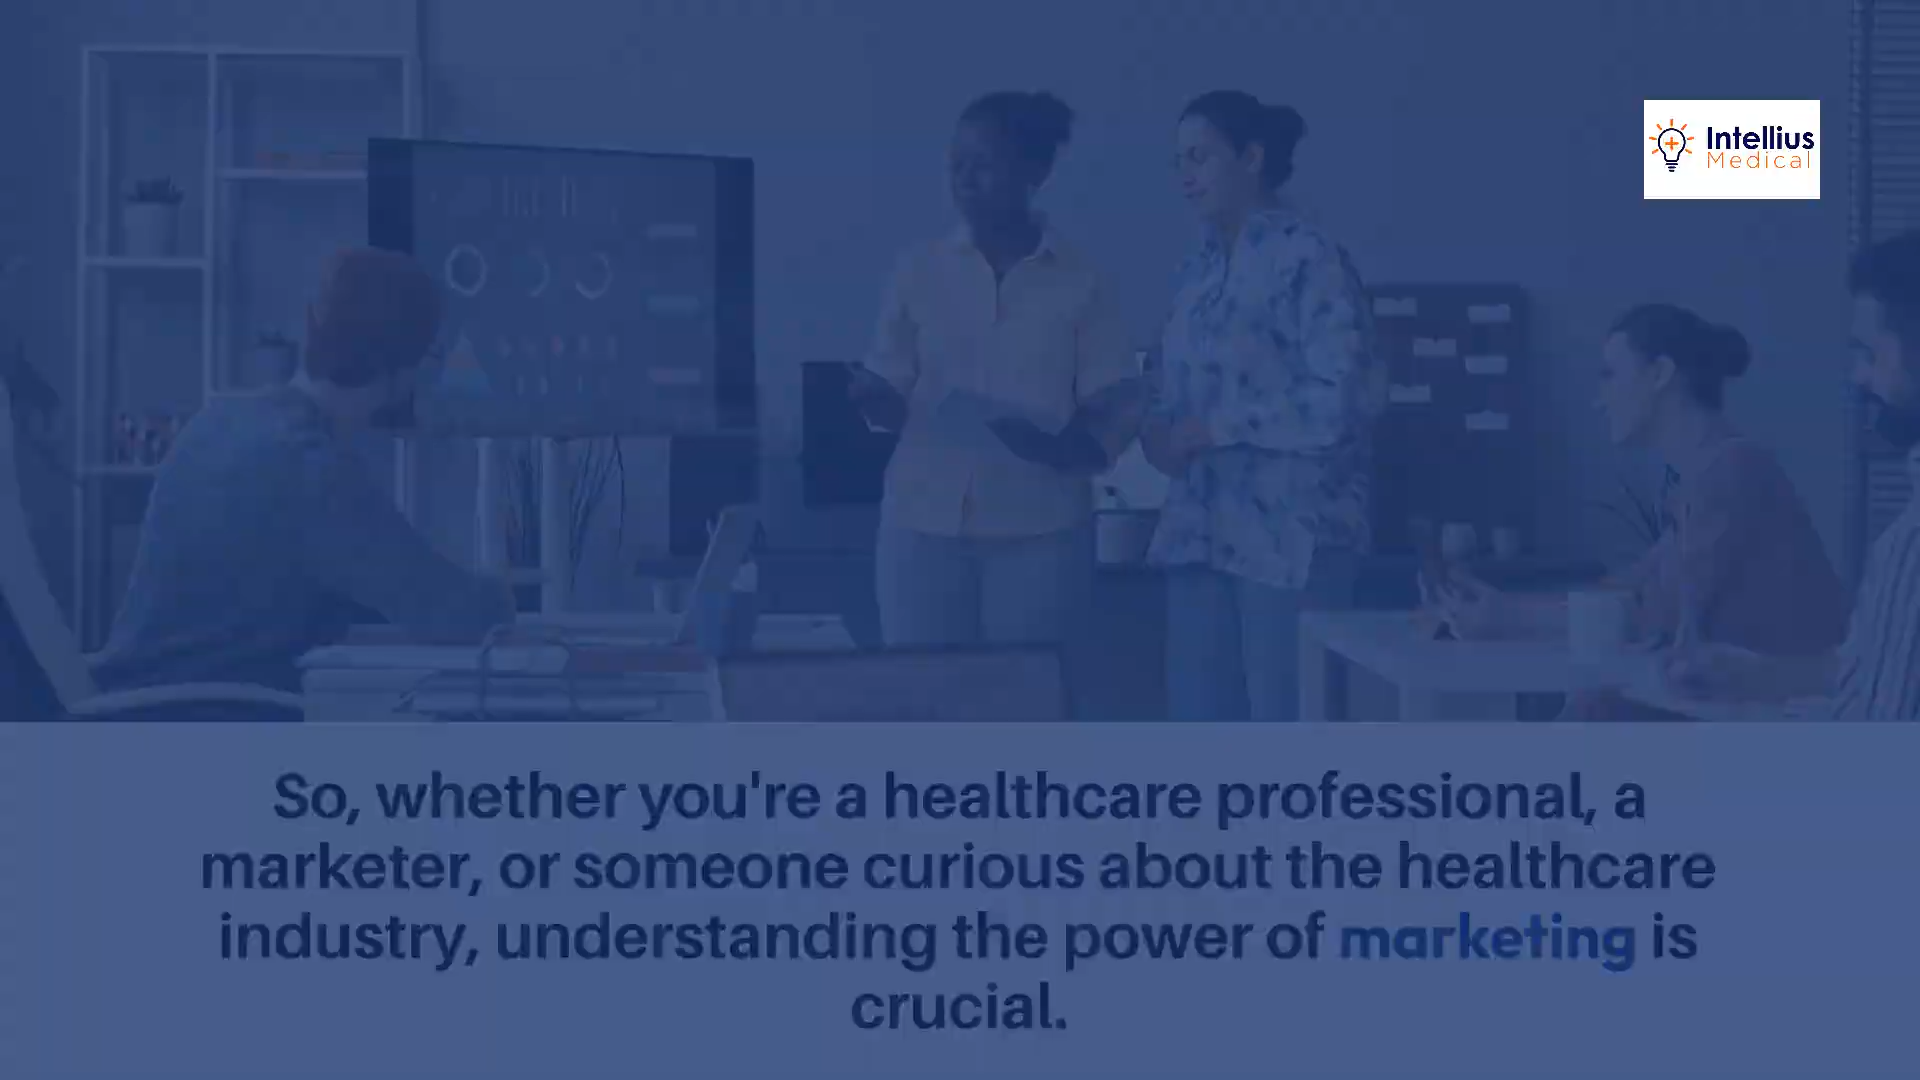 Intellius
Medical
So, whether you're a healthcare professional, a
marketer, or someone curious about the healthcare
industry, understanding the power of marketing is
crucial.